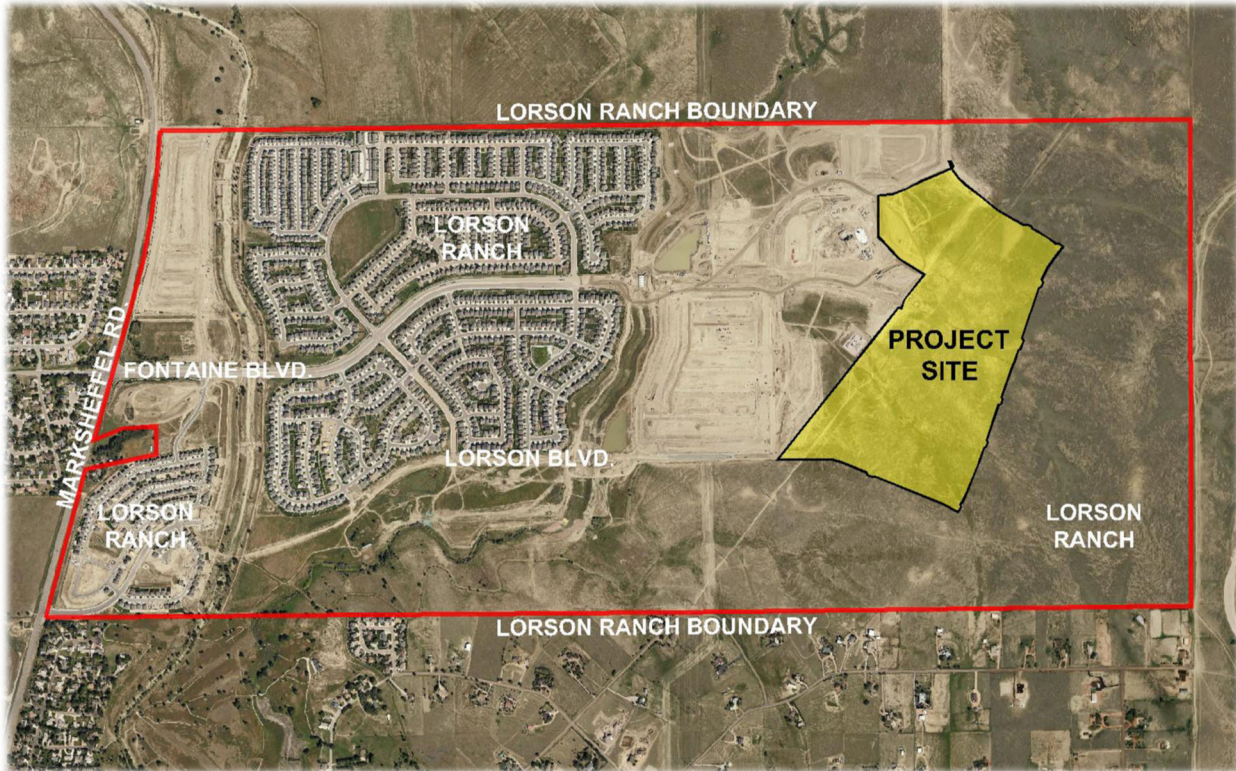 LORSON RANCH BOUNDARY
LORSON
RANCH
PROJECT
SITE
MARKSHEFFEL RD.
FONTAINE BLVD.
LORSON BLVD.
LORSON
RANCH
LORSON
RANCH
LORSON RANCH BOUNDARY